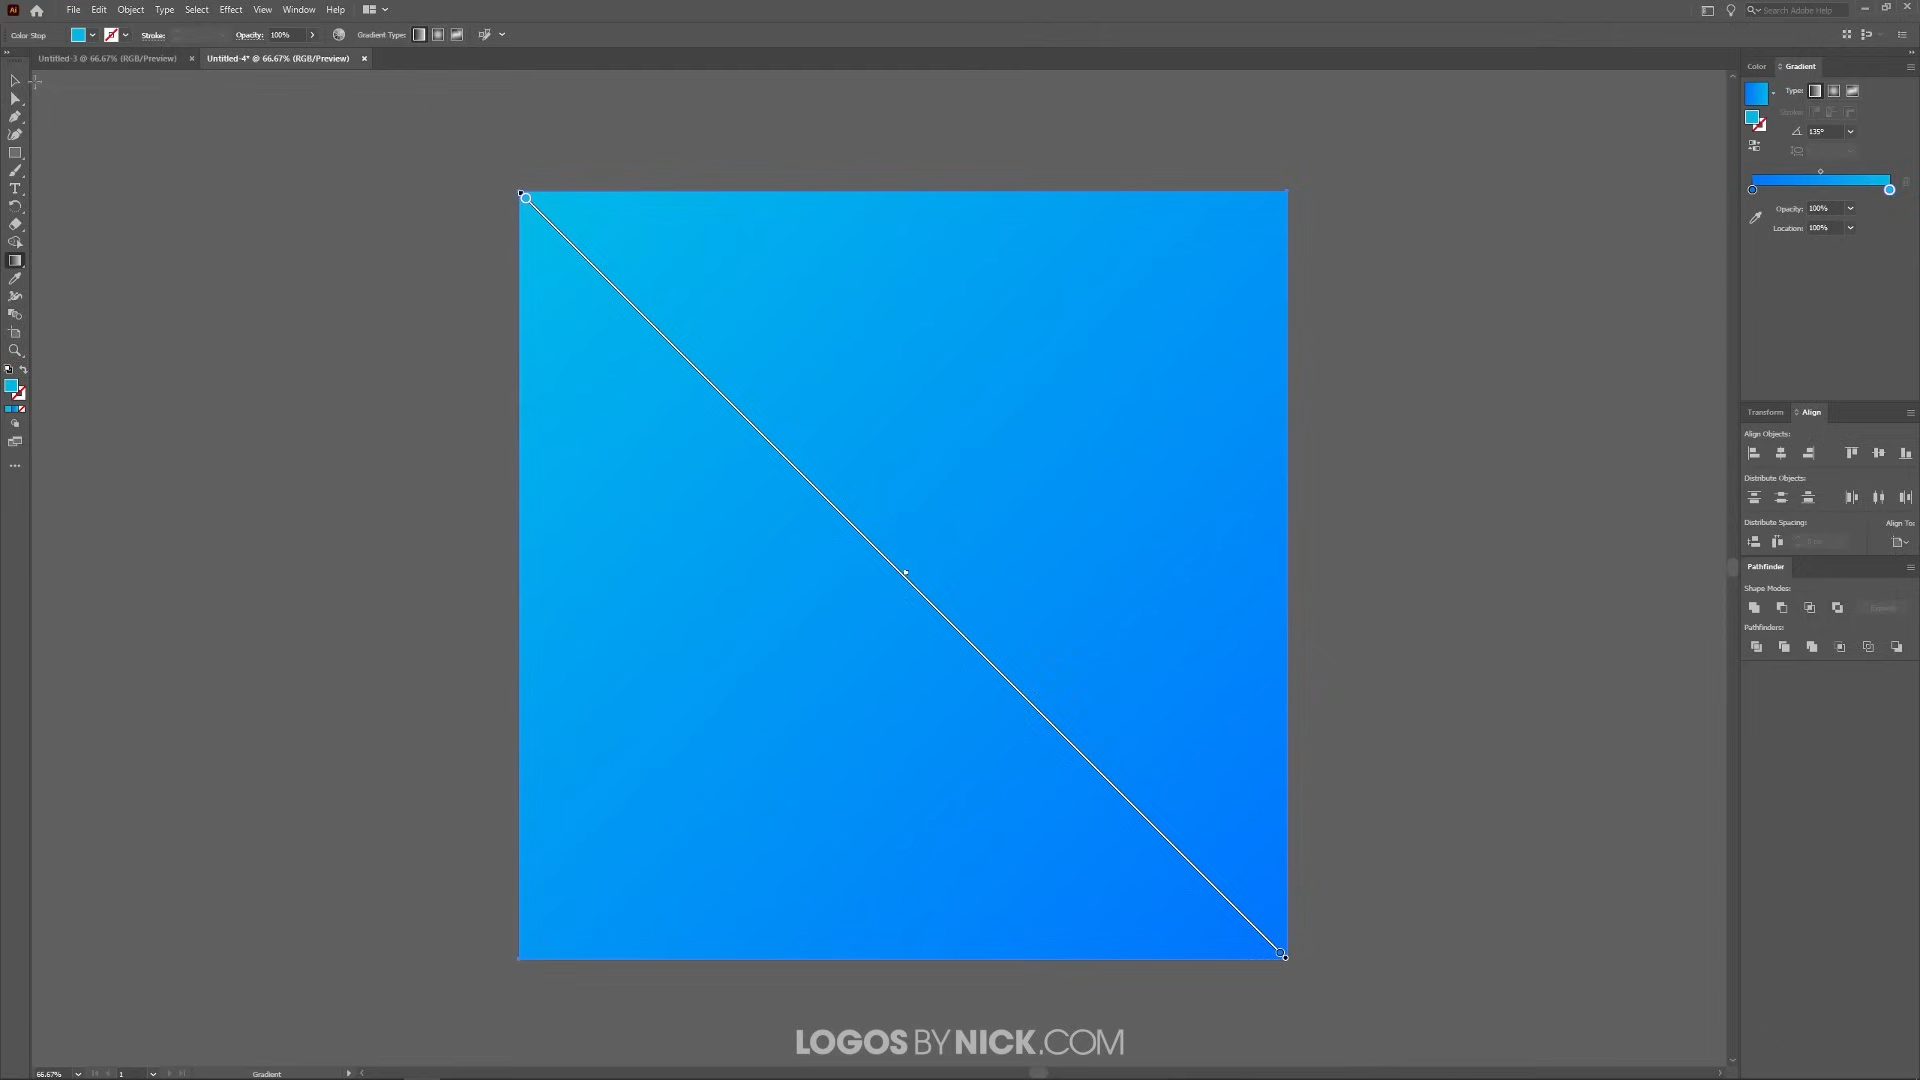 Ai File Edit Object Type Select Effect View Window Help Search Adobe Help
Color Stop Stroke: Opacity: 100% Gradient Type:
Untitled-3 @ 66.67% (RGB/Preview) × Untitled-4* @ 66.67% (RGB/Preview) ×
Color Gradient
Type:
Stroke:
135°
Opacity: 100%
Location: 100%
Transform Align
Align Objects:
Distribute Objects:
Distribute Spacing: Align To:
Pathfinder
Shape Modes:
Expand
Pathfinders:
LOGOS BY NICK.COM
66.67% 1 Gradient